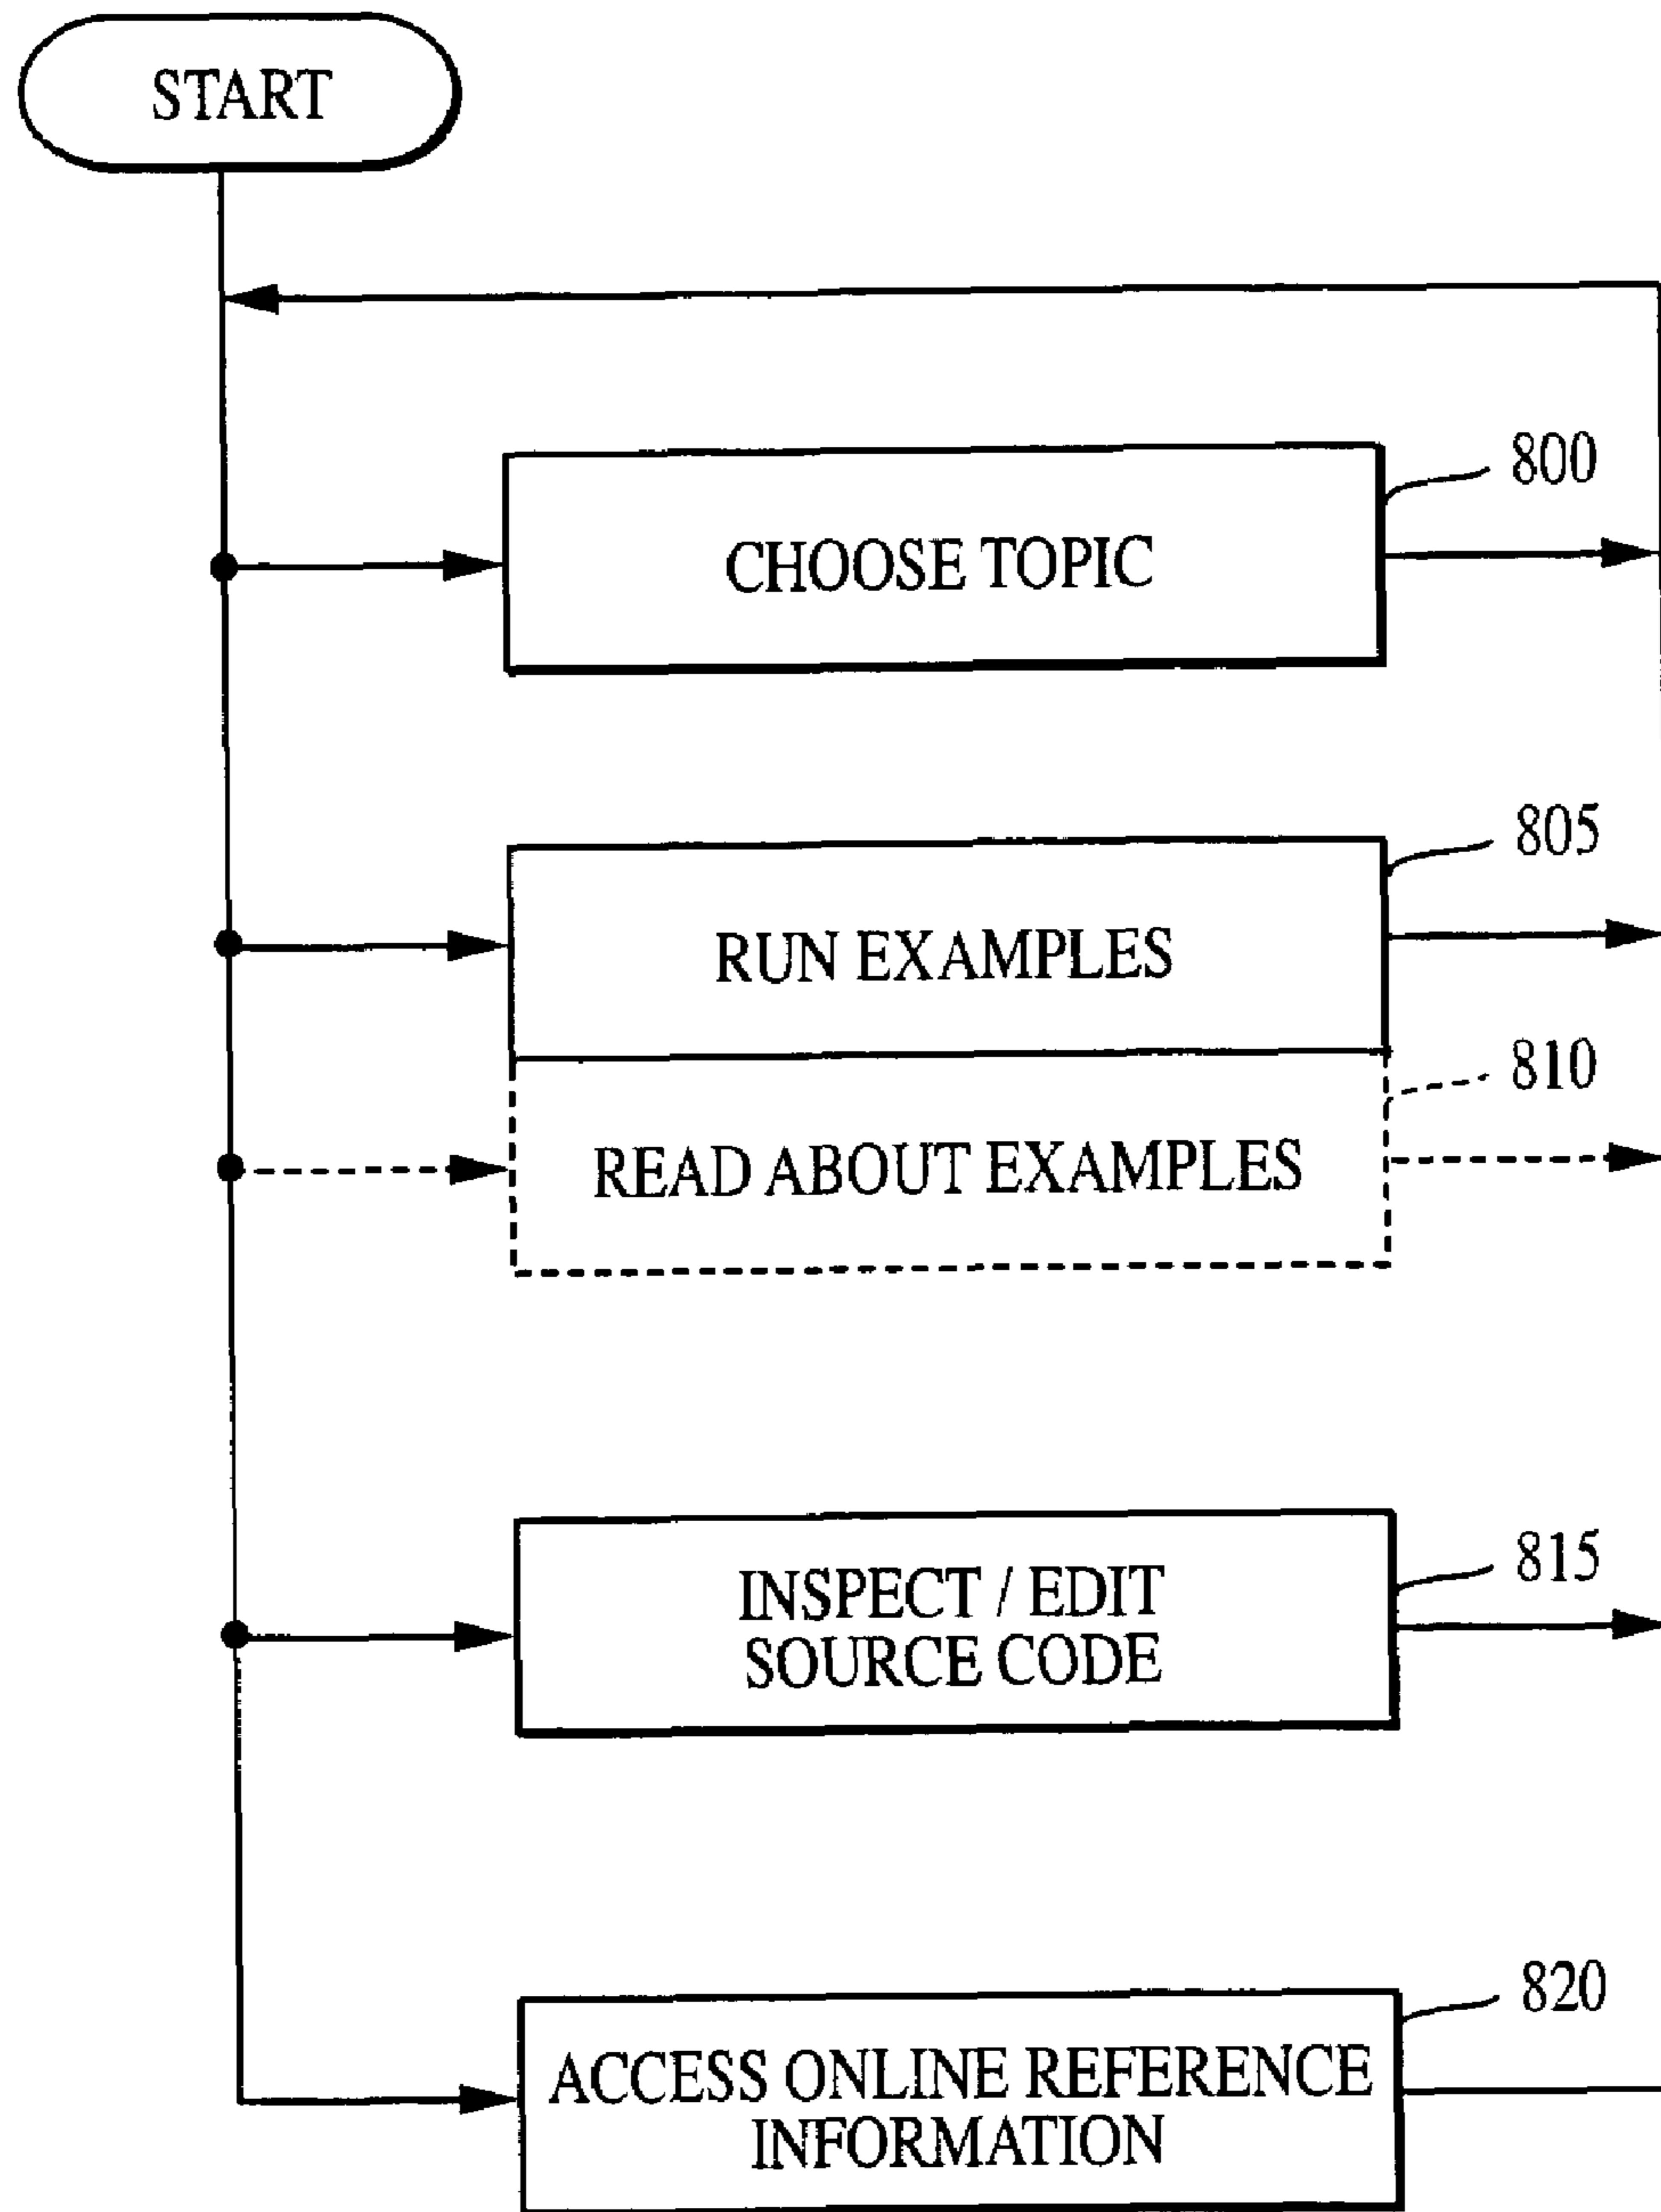 START
800
CHOOSE TOPIC
805
RUN EXAMPLES
810
READ ABOUT EXAMPLES
815
INSPECT / EDIT
SOURCE CODE
820
ACCESS ONLINE REFERENCE
INFORMATION